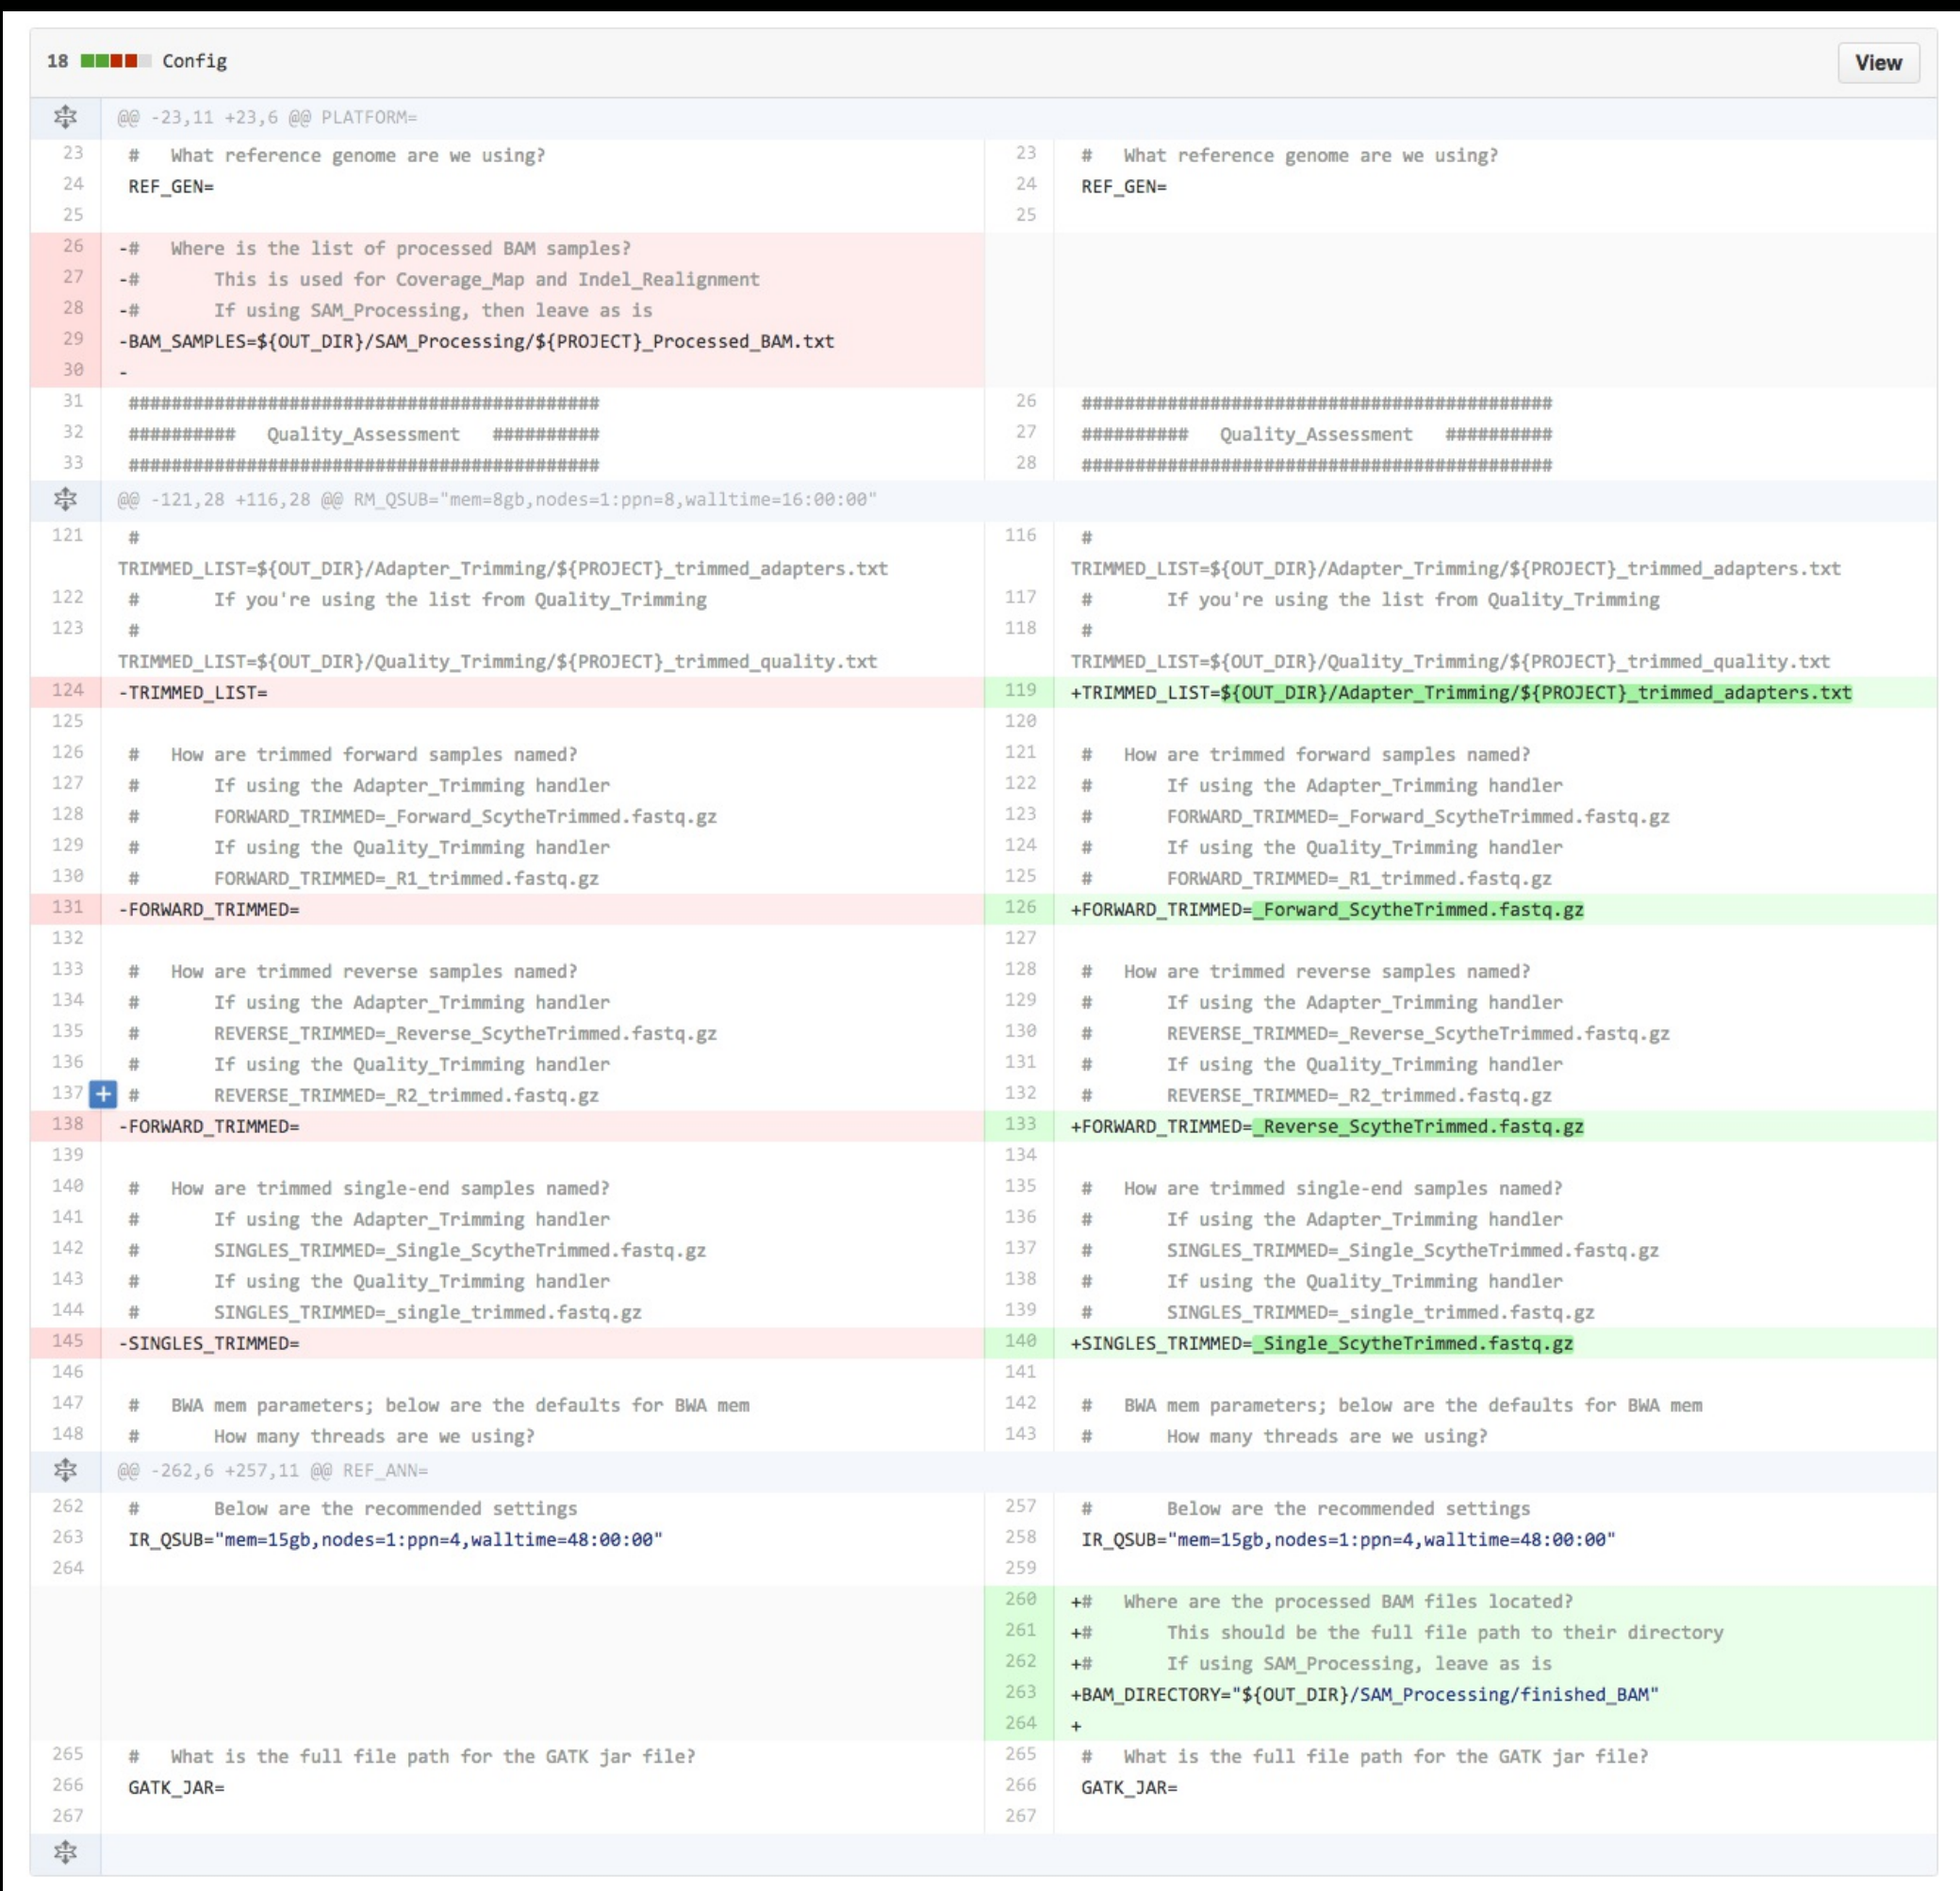 18 Config View
@@ -23,11 +23,6 @@ PLATFORM=
23 # What reference genome are we using? 23 # What reference genome are we using?
24 REF_GEN= 24 REF_GEN=
25 25
26 -# Where is the list of processed BAM samples?
27 -# This is used for Coverage_Map and Indel_Realignment
28 -# If using SAM_Processing, then leave as is
29 -BAM_SAMPLES=${OUT_DIR}/SAM_Processing/${PROJECT}_Processed_BAM.txt
30 -
31 ############################################ 26 ############################################
32 ########## Quality_Assessment ########## 27 ########## Quality_Assessment ##########
33 ############################################ 28 ############################################
@@ -121,28 +116,28 @@ RM_QSUB="mem=8gb,nodes=1:ppn=8,walltime=16:00:00"
121 # 116 #
TRIMMED_LIST=${OUT_DIR}/Adapter_Trimming/${PROJECT}_trimmed_adapters.txt TRIMMED_LIST=${OUT_DIR}/Adapter_Trimming/${PROJECT}_trimmed_adapters.txt
122 # If you're using the list from Quality_Trimming 117 # If you're using the list from Quality_Trimming
123 # 118 #
TRIMMED_LIST=${OUT_DIR}/Quality_Trimming/${PROJECT}_trimmed_quality.txt TRIMMED_LIST=${OUT_DIR}/Quality_Trimming/${PROJECT}_trimmed_quality.txt
124 -TRIMMED_LIST= 119 +TRIMMED_LIST=${OUT_DIR}/Adapter_Trimming/${PROJECT}_trimmed_adapters.txt
125 120
126 # How are trimmed forward samples named? 121 # How are trimmed forward samples named?
127 # If using the Adapter_Trimming handler 122 # If using the Adapter_Trimming handler
128 # FORWARD_TRIMMED=_Forward_ScytheTrimmed.fastq.gz 123 # FORWARD_TRIMMED=_Forward_ScytheTrimmed.fastq.gz
129 # If using the Quality_Trimming handler 124 # If using the Quality_Trimming handler
130 # FORWARD_TRIMMED=_R1_trimmed.fastq.gz 125 # FORWARD_TRIMMED=_R1_trimmed.fastq.gz
131 -FORWARD_TRIMMED= 126 +FORWARD_TRIMMED=_Forward_ScytheTrimmed.fastq.gz
132 127
133 # How are trimmed reverse samples named? 128 # How are trimmed reverse samples named?
134 # If using the Adapter_Trimming handler 129 # If using the Adapter_Trimming handler
135 # REVERSE_TRIMMED=_Reverse_ScytheTrimmed.fastq.gz 130 # REVERSE_TRIMMED=_Reverse_ScytheTrimmed.fastq.gz
136 # If using the Quality_Trimming handler 131 # If using the Quality_Trimming handler
137 + # REVERSE_TRIMMED=_R2_trimmed.fastq.gz 132 # REVERSE_TRIMMED=_R2_trimmed.fastq.gz
138 -FORWARD_TRIMMED= 133 +FORWARD_TRIMMED=_Reverse_ScytheTrimmed.fastq.gz
139 134
140 # How are trimmed single-end samples named? 135 # How are trimmed single-end samples named?
141 # If using the Adapter_Trimming handler 136 # If using the Adapter_Trimming handler
142 # SINGLES_TRIMMED=_Single_ScytheTrimmed.fastq.gz 137 # SINGLES_TRIMMED=_Single_ScytheTrimmed.fastq.gz
143 # If using the Quality_Trimming handler 138 # If using the Quality_Trimming handler
144 # SINGLES_TRIMMED=_single_trimmed.fastq.gz 139 # SINGLES_TRIMMED=_single_trimmed.fastq.gz
145 -SINGLES_TRIMMED= 140 +SINGLES_TRIMMED=_Single_ScytheTrimmed.fastq.gz
146 141
147 # BWA mem parameters; below are the defaults for BWA mem 142 # BWA mem parameters; below are the defaults for BWA mem
148 # How many threads are we using? 143 # How many threads are we using?
@@ -262,6 +257,11 @@ REF_ANN=
262 # Below are the recommended settings 257 # Below are the recommended settings
263 IR_QSUB="mem=15gb,nodes=1:ppn=4,walltime=48:00:00" 258 IR_QSUB="mem=15gb,nodes=1:ppn=4,walltime=48:00:00"
264 259
260 +# Where are the processed BAM files located?
261 +# This should be the full file path to their directory
262 +# If using SAM_Processing, leave as is
263 +BAM_DIRECTORY="${OUT_DIR}/SAM_Processing/finished_BAM"
264 +
265 # What is the full file path for the GATK jar file? 265 # What is the full file path for the GATK jar file?
266 GATK_JAR= 266 GATK_JAR=
267 267